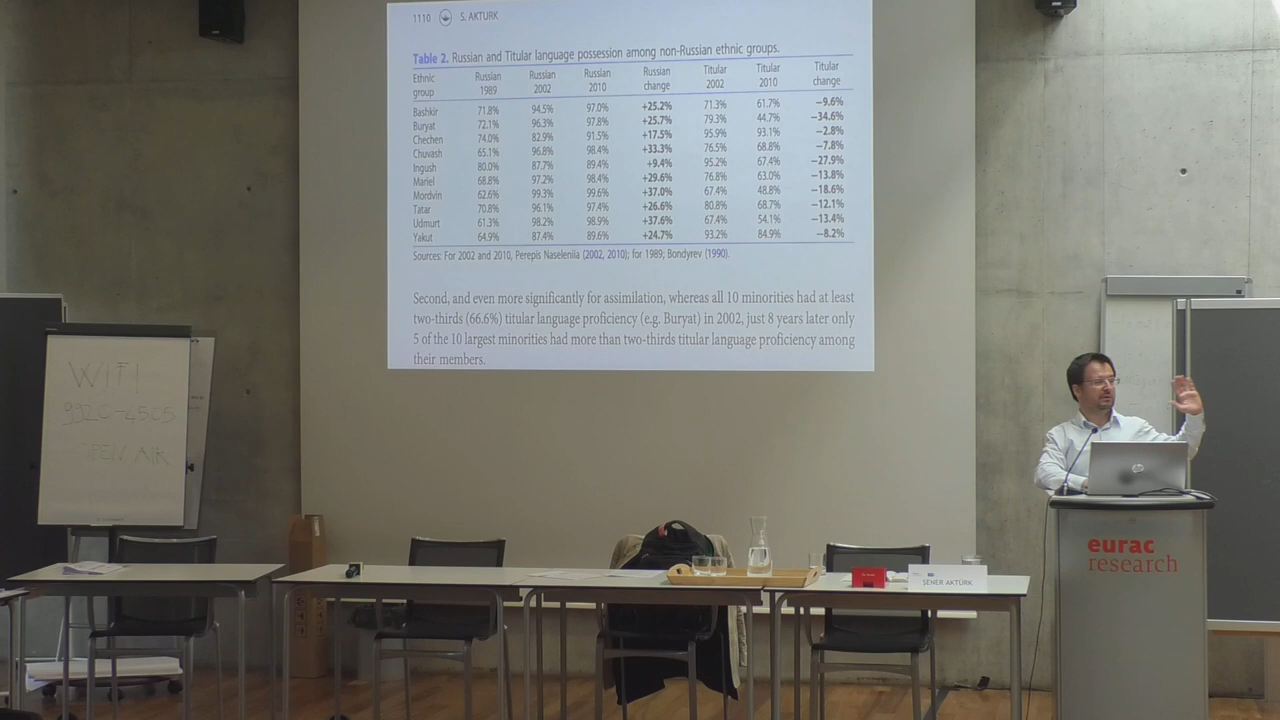 1110 S. AKTÜRK
Table 2. Russian and Titular language possession among non-Russian ethnic groups.
Ethnic group Russian 1989 Russian 2002 Russian 2010 Russian change Titular 2002 Titular 2010 Titular change
Bashkir 71.8% 94.5% 97.0% +25.2% 71.3% 61.7% −9.6%
Buryat 72.1% 96.3% 97.8% +25.7% 79.3% 44.7% −34.6%
Chechen 74.0% 82.9% 91.5% +17.5% 95.9% 93.1% −2.8%
Chuvash 65.1% 96.8% 98.4% +33.3% 76.5% 68.8% −7.8%
Ingush 80.0% 87.7% 89.4% +9.4% 95.2% 67.4% −27.9%
Mariel 68.8% 97.2% 98.4% +29.6% 76.8% 63.0% −13.8%
Mordvin 62.6% 99.3% 99.6% +37.0% 67.4% 48.8% −18.6%
Tatar 70.8% 96.1% 97.4% +26.6% 80.8% 68.7% −12.1%
Udmurt 61.3% 98.2% 98.9% +37.6% 67.4% 54.1% −13.4%
Yakut 64.9% 87.4% 89.6% +24.7% 93.2% 84.9% −8.2%
Sources: For 2002 and 2010, Perepis Naseleniia (2002, 2010); for 1989; Bondyrev (1990).
Second, and even more significantly for assimilation, whereas all 10 minorities had at least
two-thirds (66.6%) titular language proficiency (e.g. Buryat) in 2002, just 8 years later only
5 of the 10 largest minorities had more than two-thirds titular language proficiency among
their members.
WIFI
OPEN AIR
hp
eurac
research
ŞENER AKTÜRK